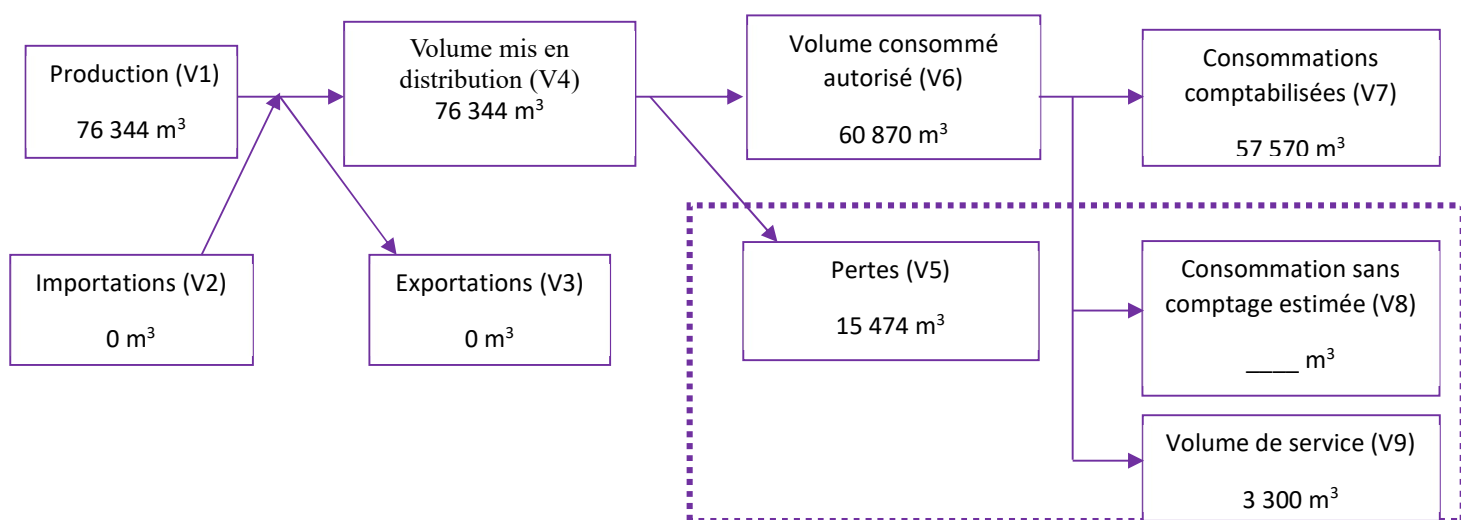 Production (V1)
76 344 m³
Volume mis en
distribution (V4)
76 344 m³
Volume consommé
autorisé (V6)
60 870 m³
Consommations
comptabilisées (V7)
57 570 m³
Importations (V2)
0 m³
Exportations (V3)
0 m³
Pertes (V5)
15 474 m³
Consommation sans
comptage estimée (V8)
____ m³
Volume de service (V9)
3 300 m³